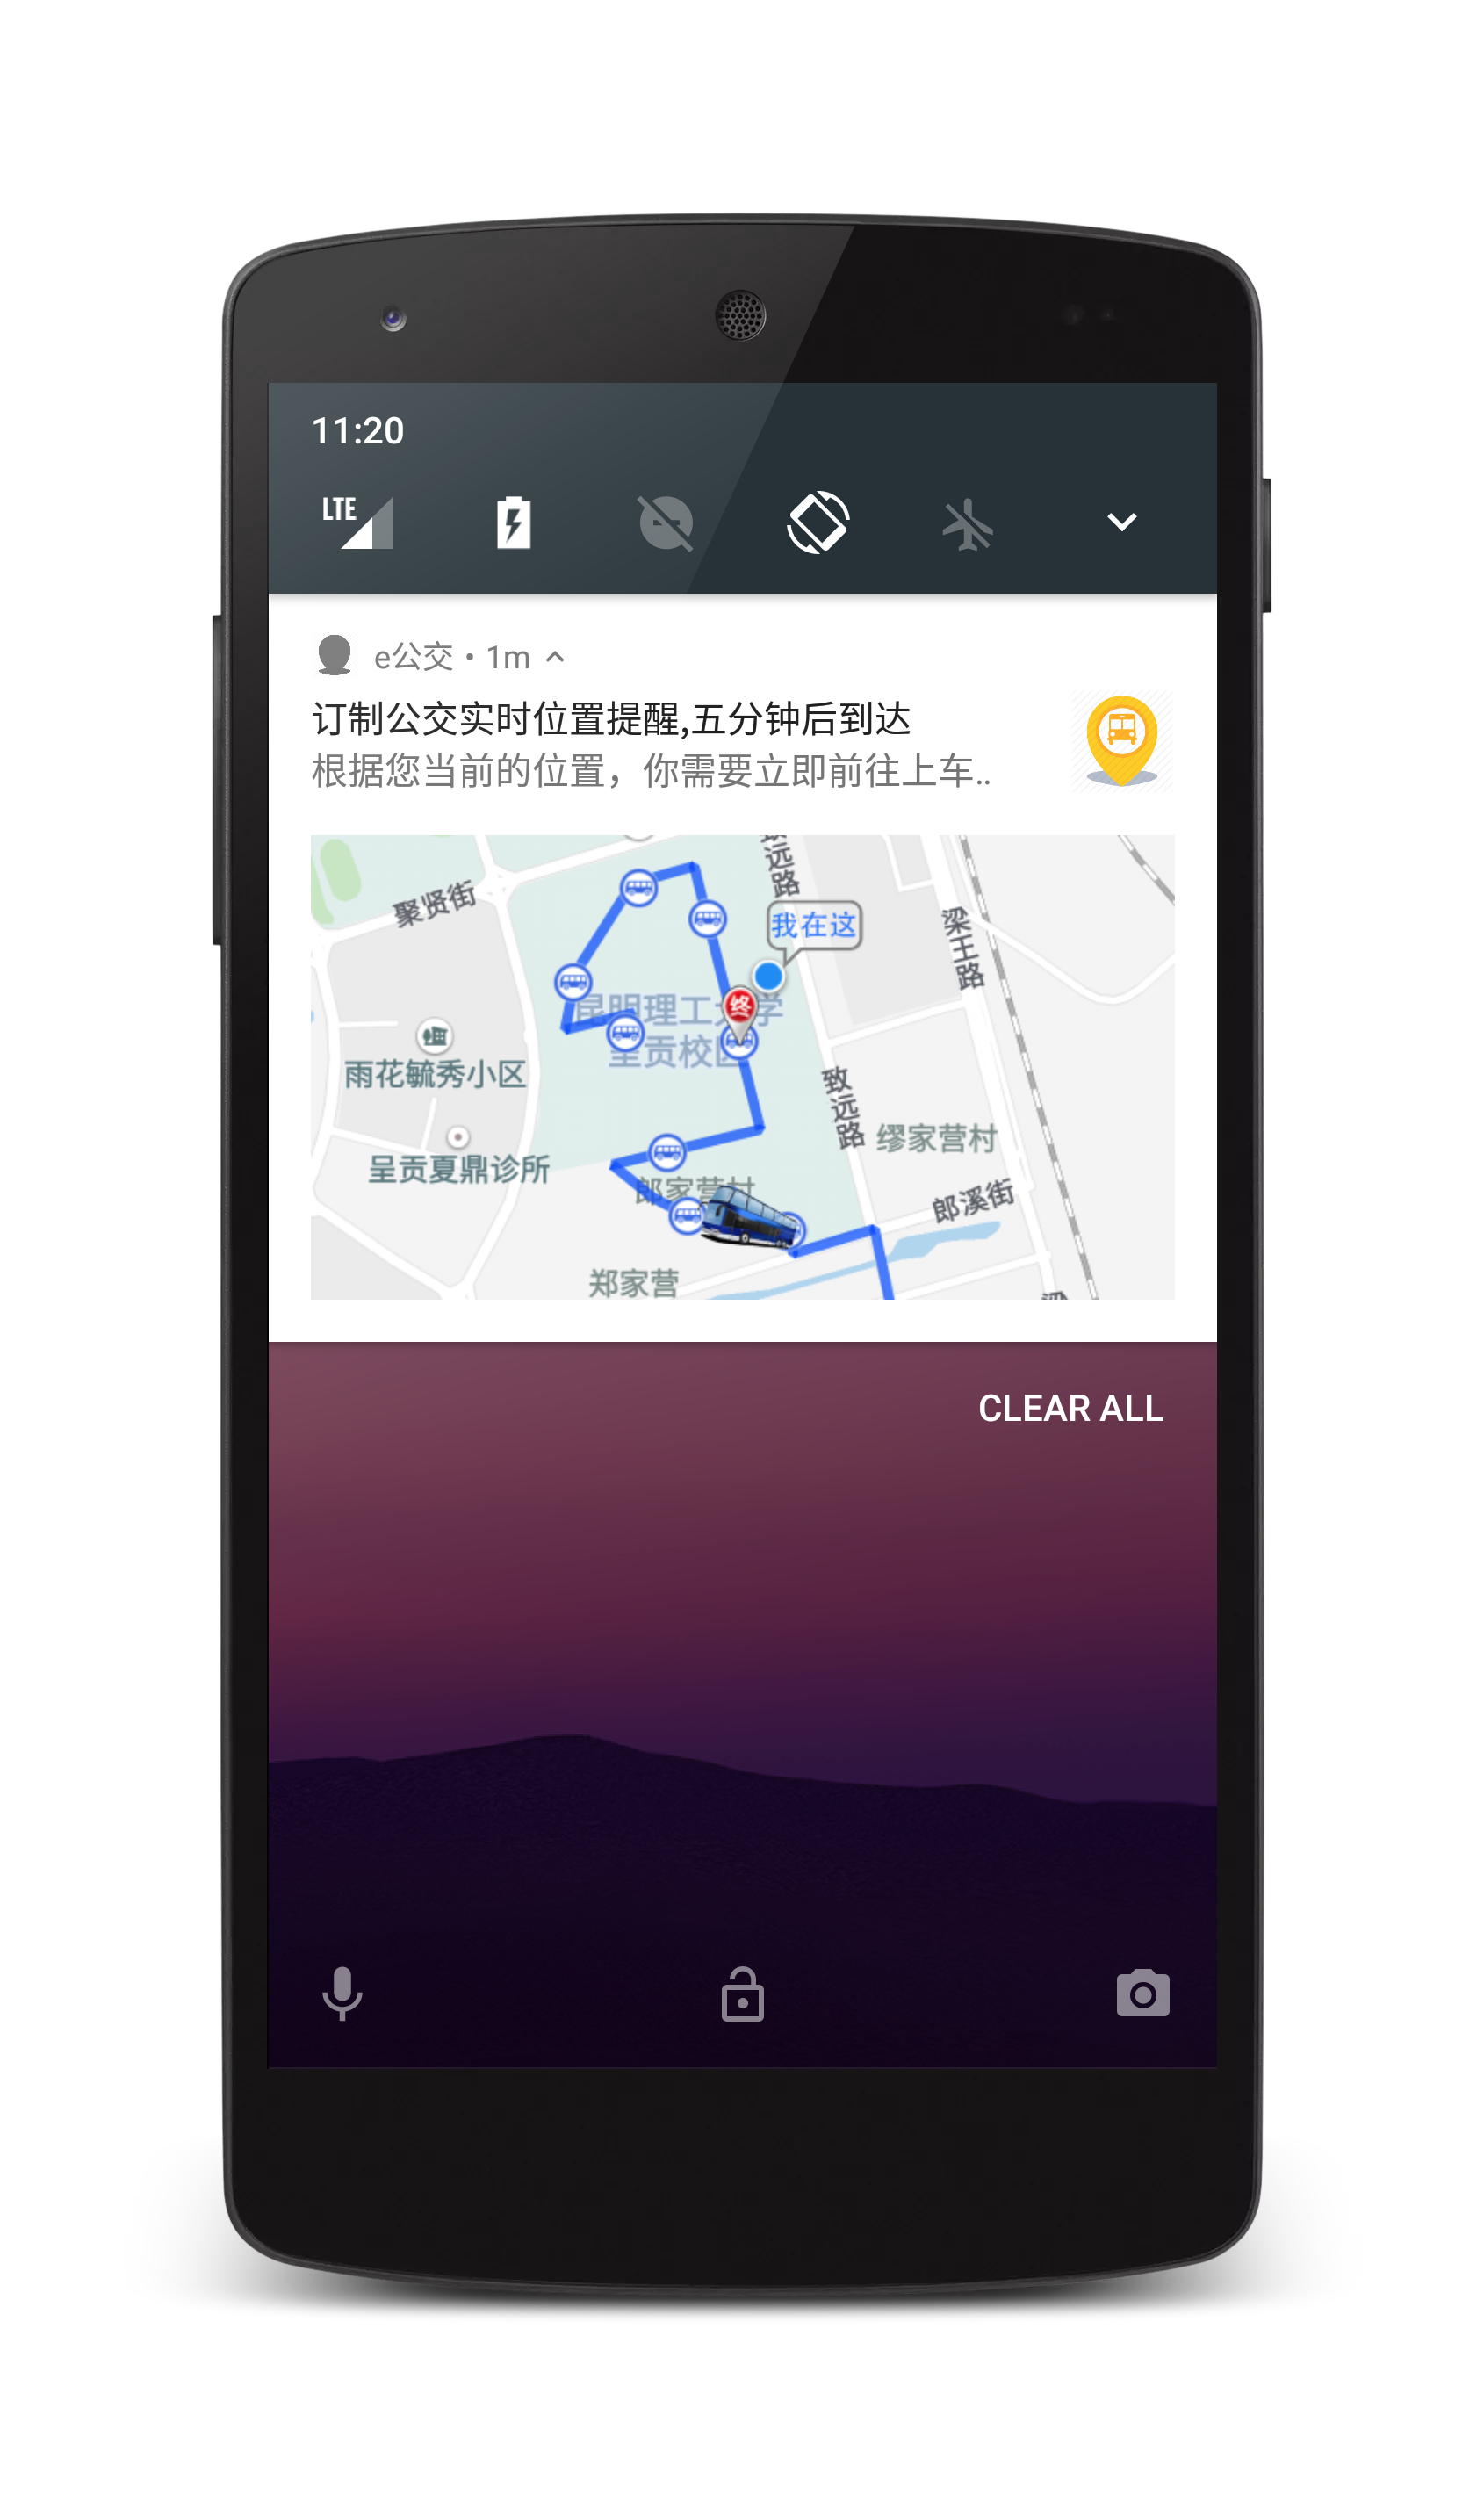 11:20
LTE
e公交 • 1m
订制公交实时位置提醒,五分钟后到达
根据您当前的位置，你需要立即前往上车..
远路
聚贤街
我在这
梁王路
终
昆明理工大学
呈贡校区
雨花毓秀小区
致远路
缪家营村
呈贡夏鼎诊所
郎家营村
郎溪街
郑家营
CLEAR ALL